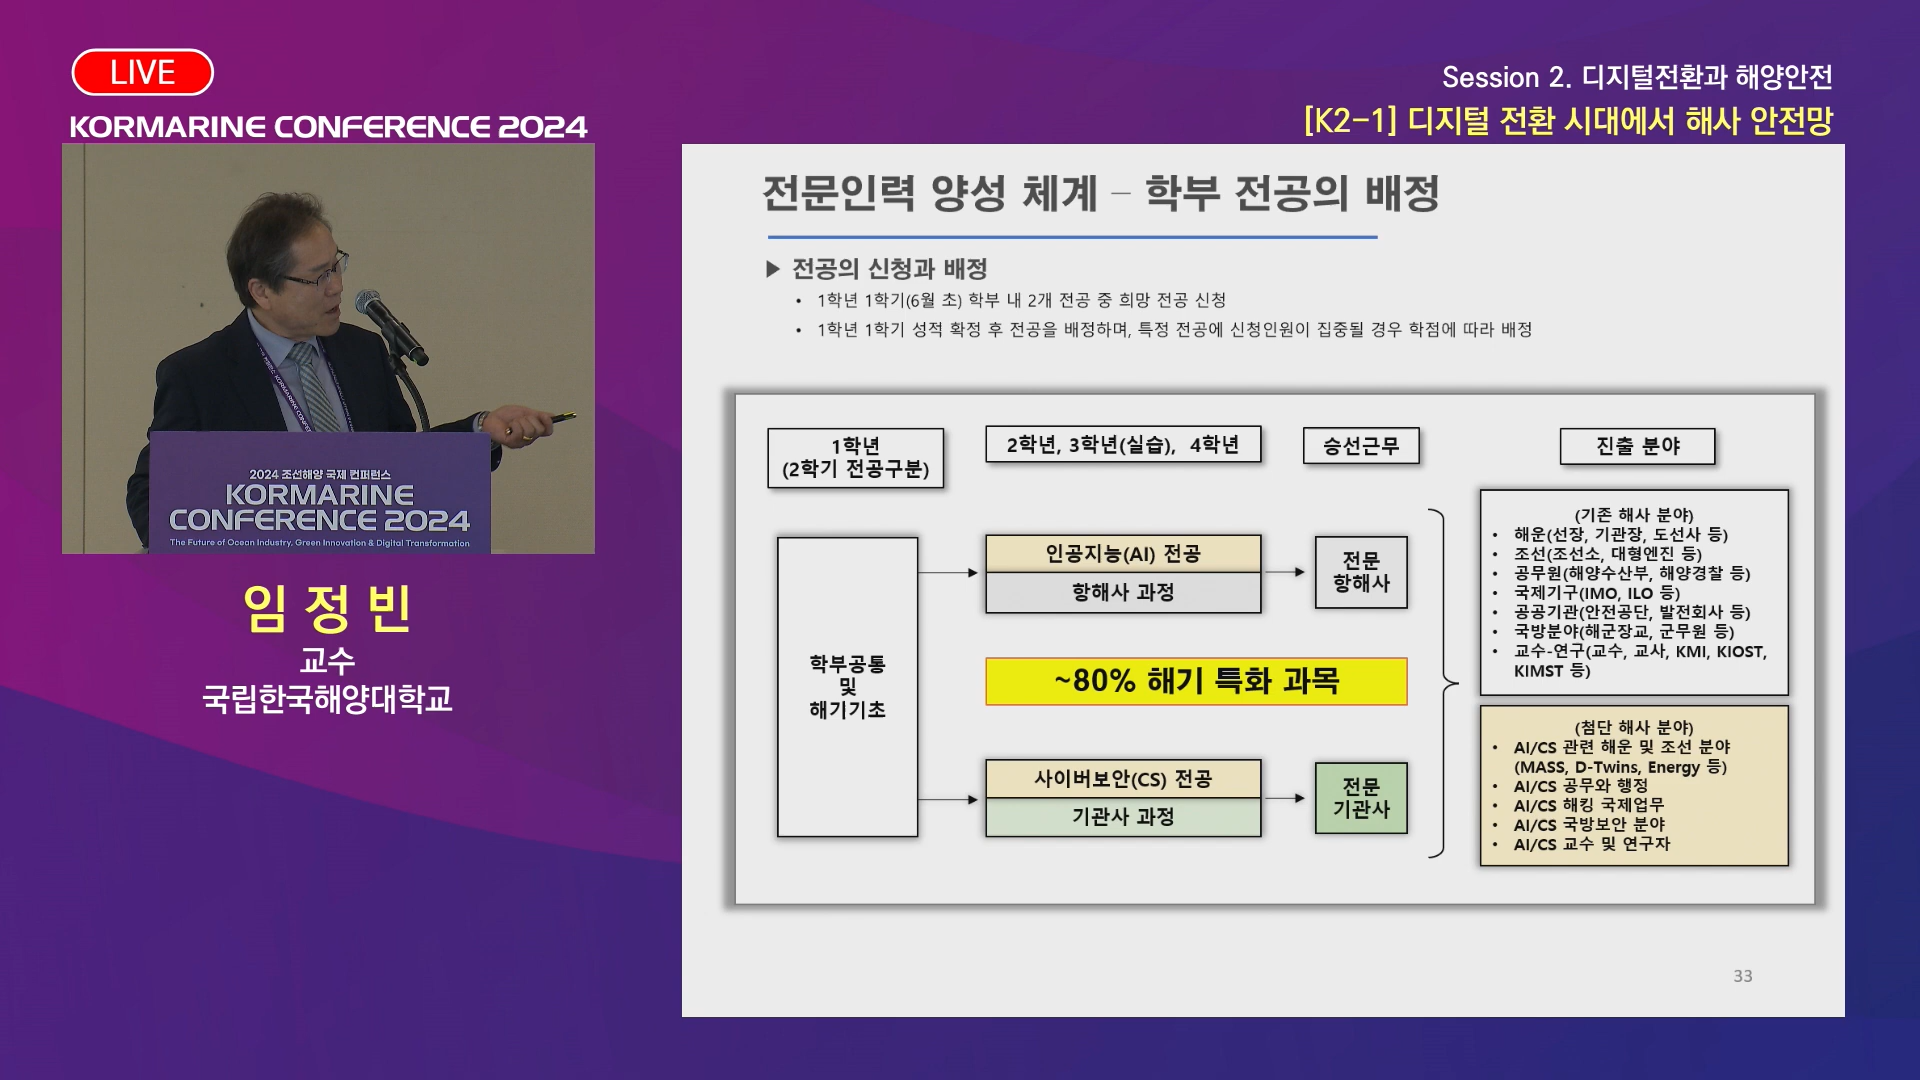 LIVE
KORMARINE CONFERENCE 2024
Session 2. 디지털전환과 해양안전
[K2-1] 디지털 전환 시대에서 해사 안전망
2024 조선해양 국제 컨퍼런스
KORMARINE
CONFERENCE 2024
The Future of Ocean Industry, Green Innovation & Digital Transformation
임정빈
교수
국립한국해양대학교
전문인력 양성 체계 – 학부 전공의 배정
▶ 전공의 신청과 배정
• 1학년 1학기(6월 초) 학부 내 2개 전공 중 희망 전공 신청
• 1학년 1학기 성적 확정 후 전공을 배정하며, 특정 전공에 신청인원이 집중될 경우 학점에 따라 배정
1학년
(2학기 전공구분)
2학년, 3학년(실습), 4학년
승선근무
진출 분야
학부공통
및
해기기초
인공지능(AI) 전공
항해사 과정
전문
항해사
~80% 해기 특화 과목
사이버보안(CS) 전공
기관사 과정
전문
기관사
(기존 해사 분야)
• 해운(선장, 기관장, 도선사 등)
• 조선(조선소, 대형엔진 등)
• 공무원(해양수산부, 해양경찰 등)
• 국제기구(IMO, ILO 등)
• 공공기관(안전공단, 발전회사 등)
• 국방분야(해군장교, 군무원 등)
• 교수-연구(교수, 교사, KMI, KIOST,
KIMST 등)
(첨단 해사 분야)
• AI/CS 관련 해운 및 조선 분야
(MASS, D-Twins, Energy 등)
• AI/CS 공무와 행정
• AI/CS 해킹 국제업무
• AI/CS 국방보안 분야
• AI/CS 교수 및 연구자
33